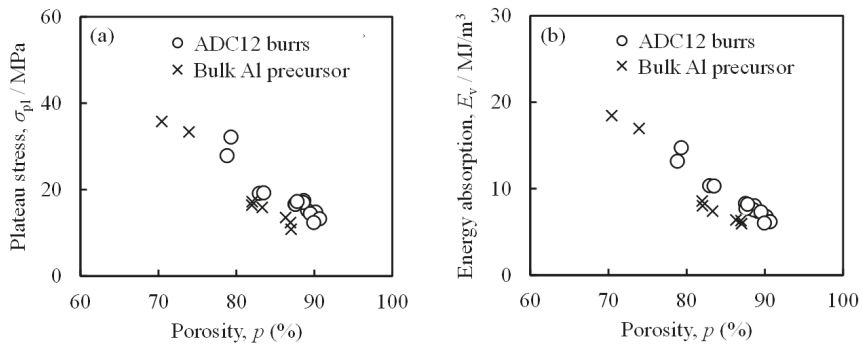 (a)
ADC12 burrs
Bulk Al precursor
Plateau stress, σpl / MPa
60
40
20
0
60
70
80
90
100
Porosity, p (%)
(b)
ADC12 burrs
Bulk Al precursor
Energy absorption, Ev / MJ/m³
30
20
10
0
60
70
80
90
100
Porosity, p (%)